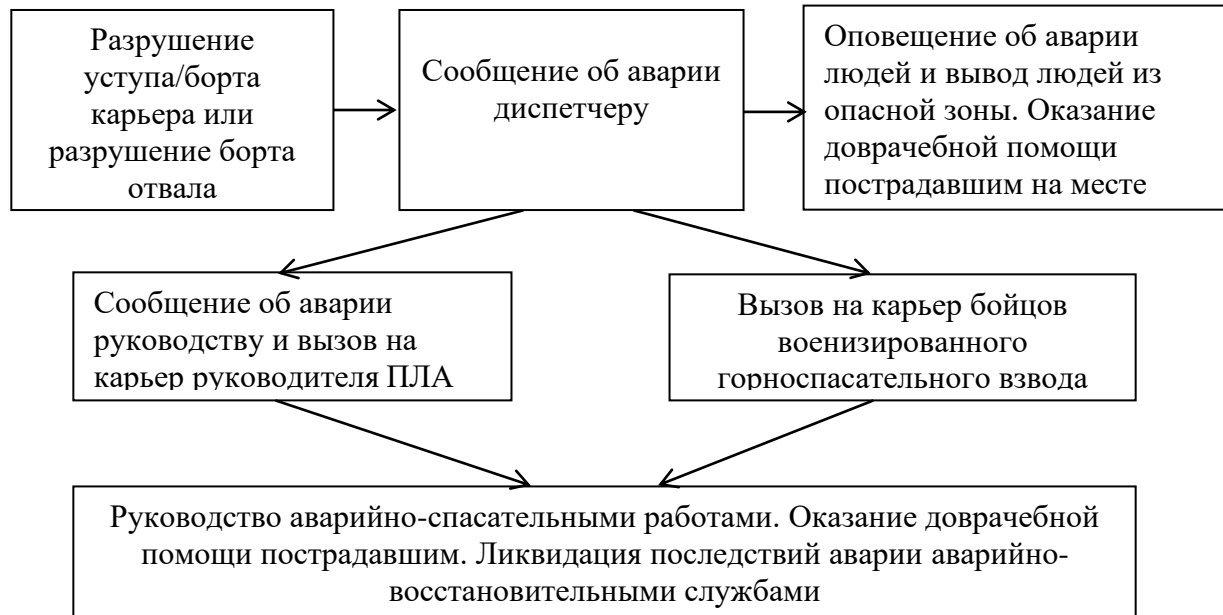 Разрушение
уступа/борта
карьера или
разрушение борта
отвала
Сообщение об аварии
диспетчеру
Оповещение об аварии
людей и вывод людей из
опасной зоны. Оказание
доврачебной помощи
пострадавшим на месте
Сообщение об аварии
руководству и вызов на
карьер руководителя ПЛА
Вызов на карьер бойцов
военизированного
горноспасательного взвода
Руководство аварийно-спасательными работами. Оказание доврачебной
помощи пострадавшим. Ликвидация последствий аварии аварийно-
восстановительными службами